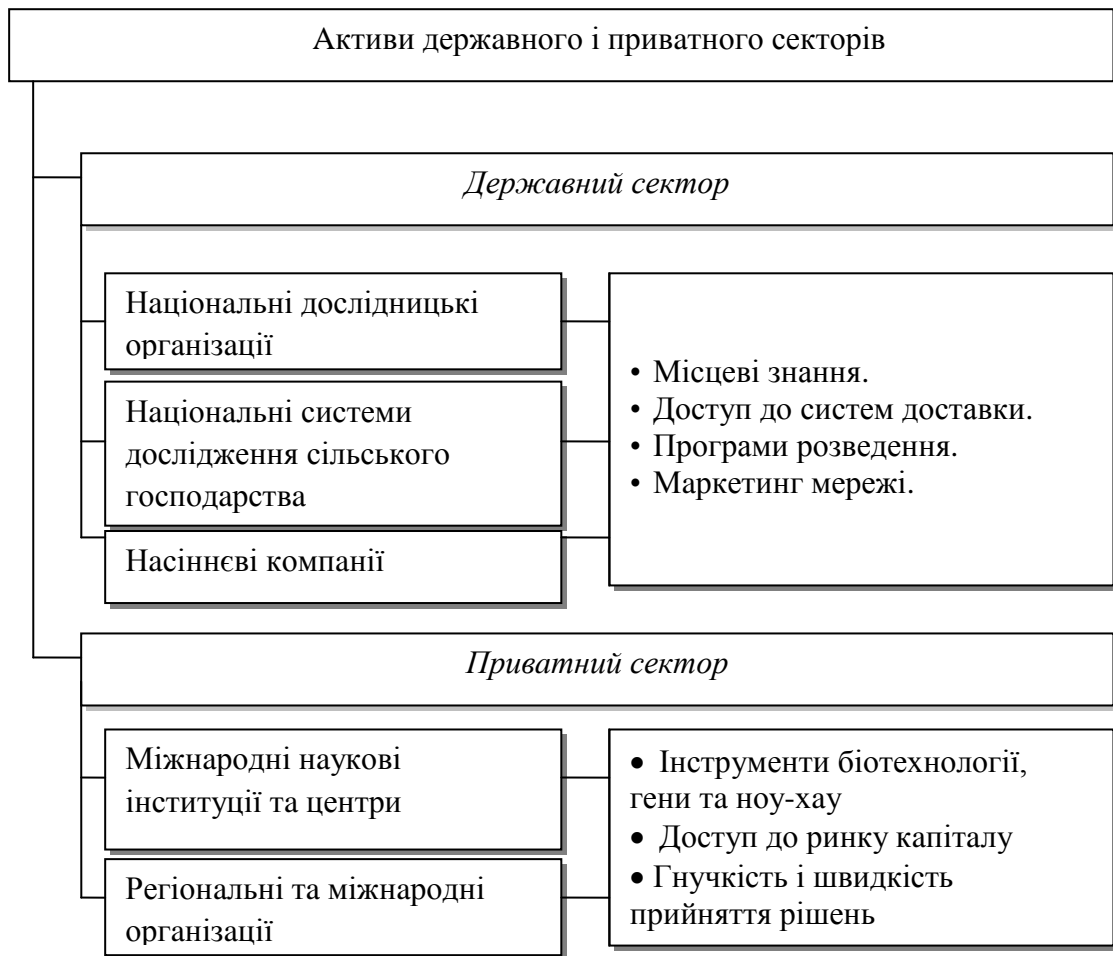 Активи державного і приватного секторів
Державний сектор
Національні дослідницькі
організації
Національні системи
дослідження сільського
господарства
Насіннєві компанії
• Місцеві знання.
• Доступ до систем доставки.
• Програми розведення.
• Маркетинг мережі.
Приватний сектор
Міжнародні наукові
інституції та центри
Регіональні та міжнародні
організації
• Інструменти біотехнології,
гени та ноу-хау
• Доступ до ринку капіталу
• Гнучкість і швидкість
прийняття рішень